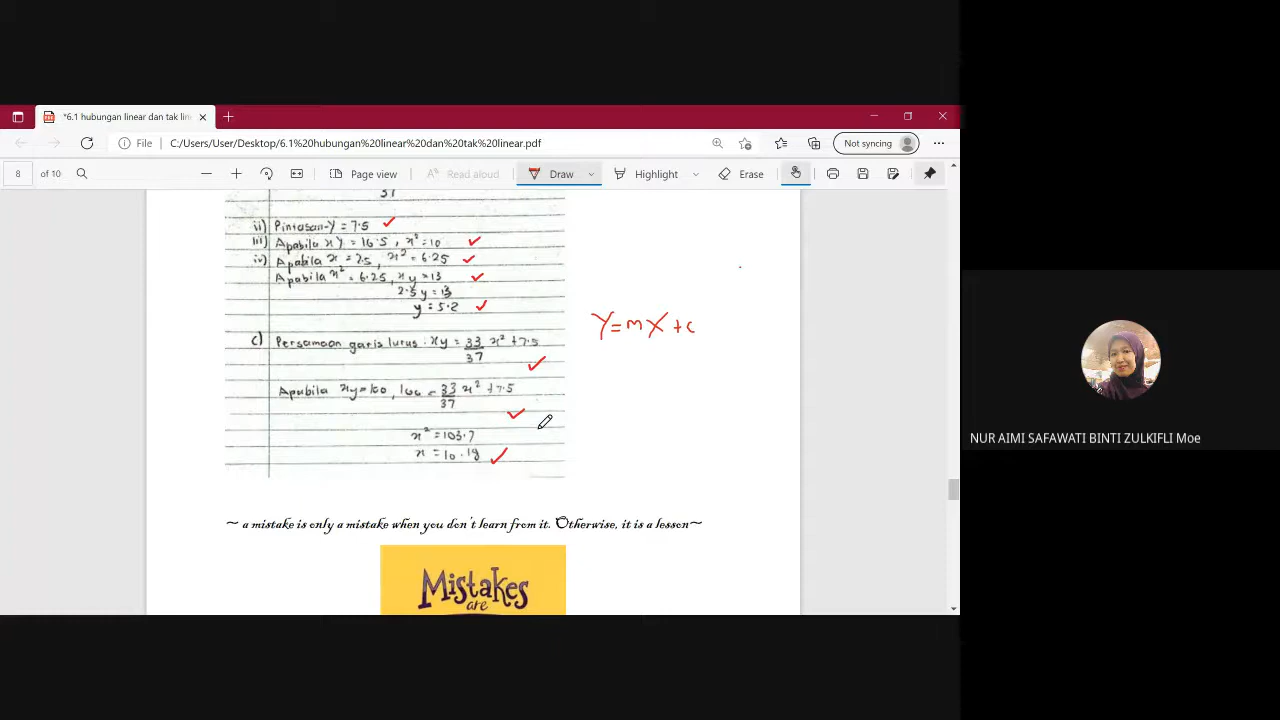 *6.1 hubungan linear dan tak line
File C:/Users/User/Desktop/6.1%20hubungan%20linear%20dan%20tak%20linear.pdf Not syncing
8 of 10 Page view Read aloud Draw Highlight Erase
37
ii) Pintasan-Y = 7.5
iii) Apabila xy = 16.5, x² = 10
iv) Apabila x = 2.5, x² = 6.25
Apabila x² = 6.25, xy = 13
2.5y = 13
y = 5.2
Y = mX + c
c) Persamaan garis lurus : xy = 33/37 x² + 7.5
Apabila xy = 100, 100 = 33/37 x² + 7.5
x² = 103.7
x = 10.18
NUR AIMI SAFAWATI BINTI ZULKIFLI Moe
~ a mistake is only a mistake when you don't learn from it. Otherwise, it is a lesson~
Mistakes
are